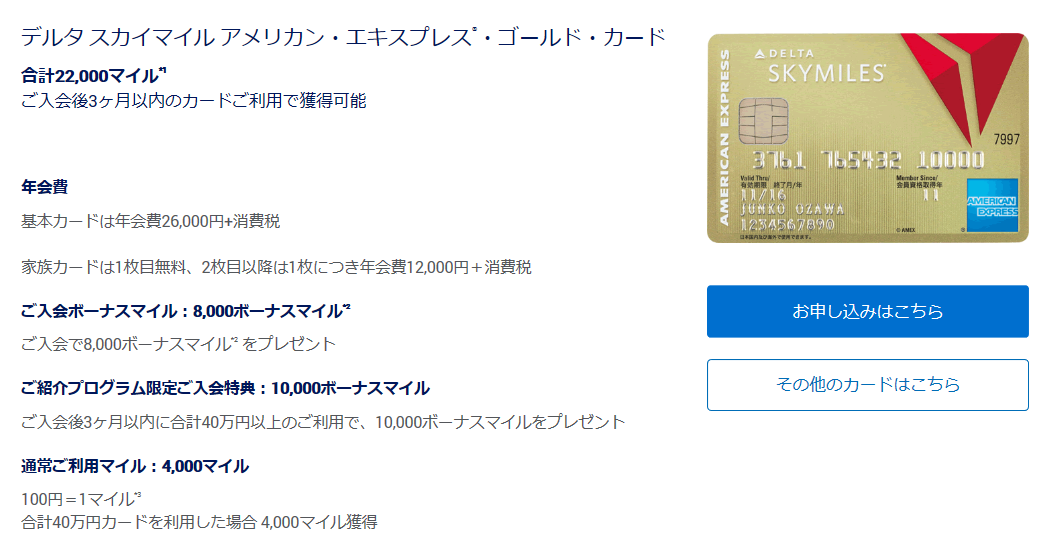 デルタ スカイマイル アメリカン・エキスプレス®・ゴールド・カード
合計22,000マイル*1
ご入会後3ヶ月以内のカードご利用で獲得可能
年会費
基本カードは年会費26,000円+消費税
家族カードは1枚目無料、2枚目以降は1枚につき年会費12,000円＋消費税
ご入会ボーナスマイル：8,000ボーナスマイル*2
ご入会で8,000ボーナスマイル*2 をプレゼント
ご紹介プログラム限定ご入会特典：10,000ボーナスマイル
ご入会後3ヶ月以内に合計40万円以上のご利用で、10,000ボーナスマイルをプレゼント
通常ご利用マイル：4,000マイル
100円＝1マイル*3
合計40万円カードを利用した場合 4,000マイル獲得
AMERICAN EXPRESS
DELTA
SKYMILES®
7997
3761 765432 10000
Valid Thru/ Member Since/
有効期限 終了月/年 会員資格取得年
11/16 11
JUNKO OZAWA
1234567890
AMERICAN EXPRESS
© AMEX ®
日本国内及び海外で使用できます。
お申し込みはこちら
その他のカードはこちら